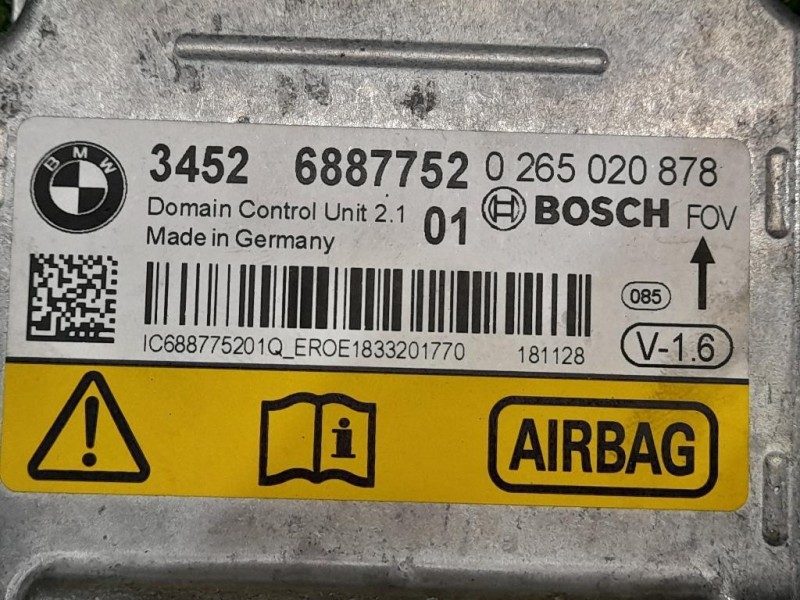 BMW
3452 6887752 0 265 020 878
Domain Control Unit 2.1 01 BOSCH FOV
Made in Germany
085
IC688775201Q_EROE1833201770 181128 V-1.6
! i AIRBAG